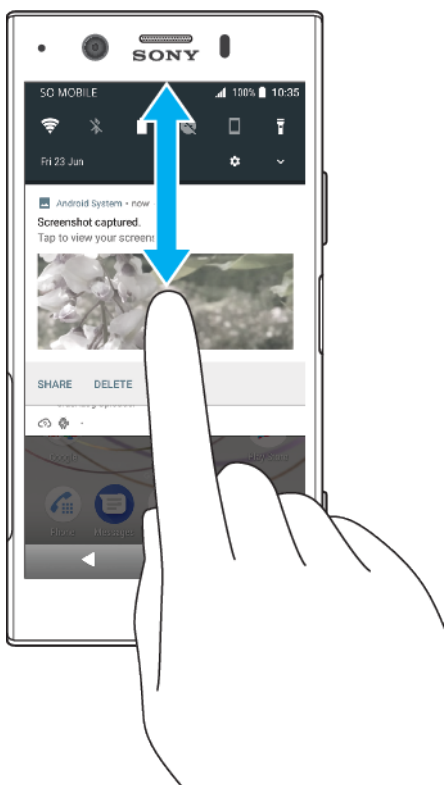 SONY
SO MOBILE 100% 10:35
Fri 23 Jun
Android System • now
Screenshot captured.
Tap to view your screens
SHARE DELETE
Google
Phone Messages